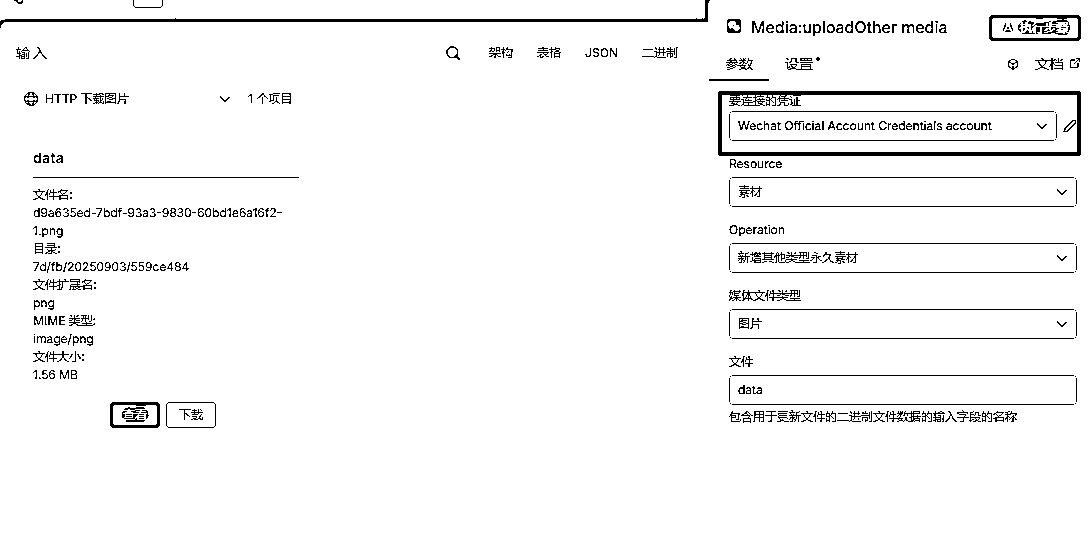 输入
架构
表格
JSON
二进制
HTTP 下载图片
1 个项目
data
文件名:
d9a635ed-7bdf-93a3-9830-60bd1e6a16f2-
1.png
目录:
7d/fb/20250903/559ce484
文件扩展名:
png
MIME 类型:
image/png
文件大小:
1.56 MB
查看
下载
Media:uploadOther media
执行步骤
参数
设置
文档
要连接的凭证
Wechat Official Account Credentials account
Resource
素材
Operation
新增其他类型永久素材
媒体文件类型
图片
文件
data
包含用于更新文件的二进制文件数据的输入字段的名称